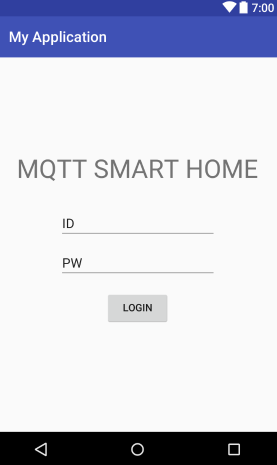 7:00
My Application
MQTT SMART HOME
ID
PW
LOGIN